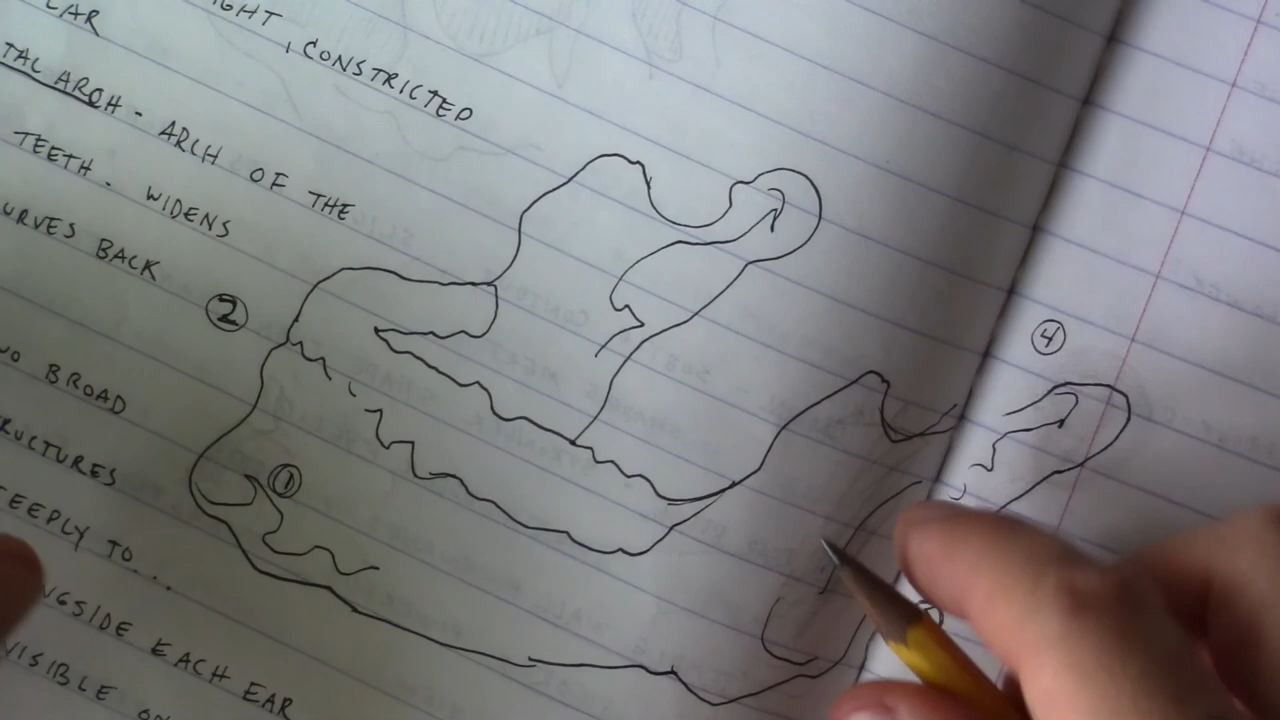 EAR
IGHT, CONSTRICTED
TAL ARCH - ARCH OF THE
TEETH. WIDENS
URVES BACK
②
④
①
BROAD
RUCTURES
TEEPLY TO...
NGSIDE EACH EAR
VISIBLE ON